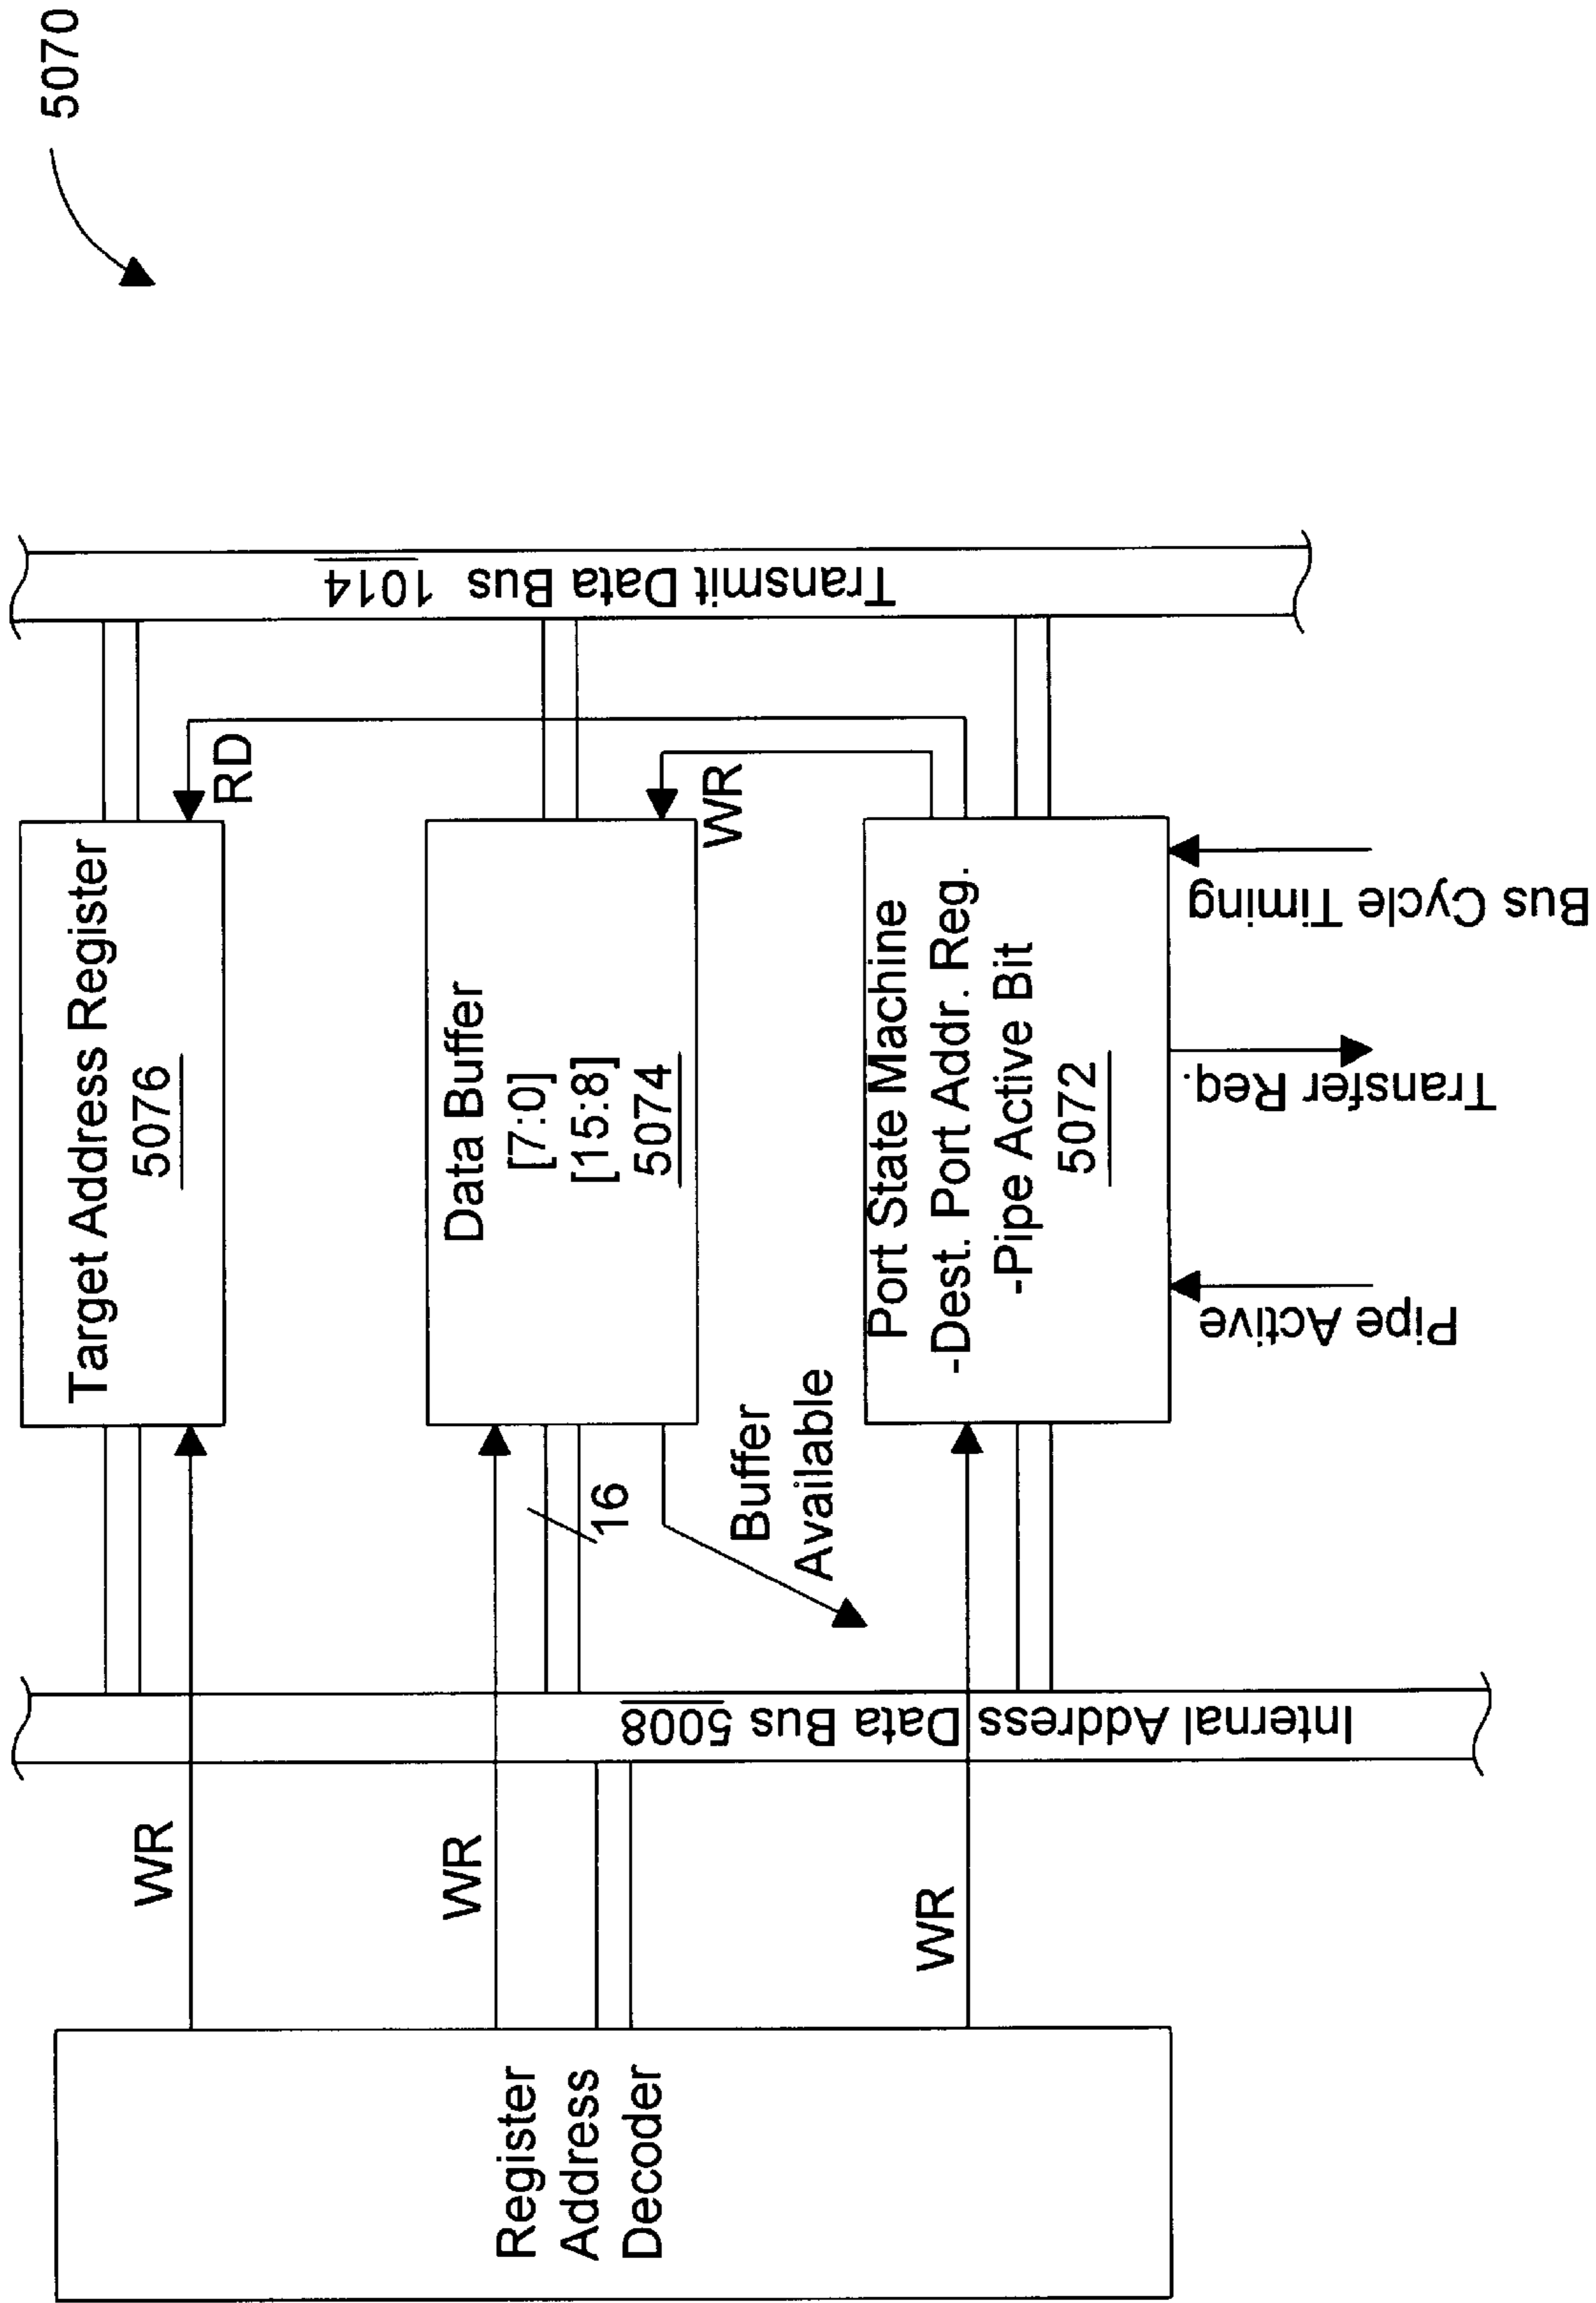 5070
Target Address Register
5076
RD
Data Buffer
[7:0]
[15:8]
5074
WR
Port State Machine
-Dest. Port Addr. Reg.
-Pipe Active Bit
5072
Transmit Data Bus 1014
Bus Cycle Timing
Transfer Req.
Pipe Active
16
Buffer
Available
Internal Address Data Bus 5008
WR
WR
WR
Register
Address
Decoder